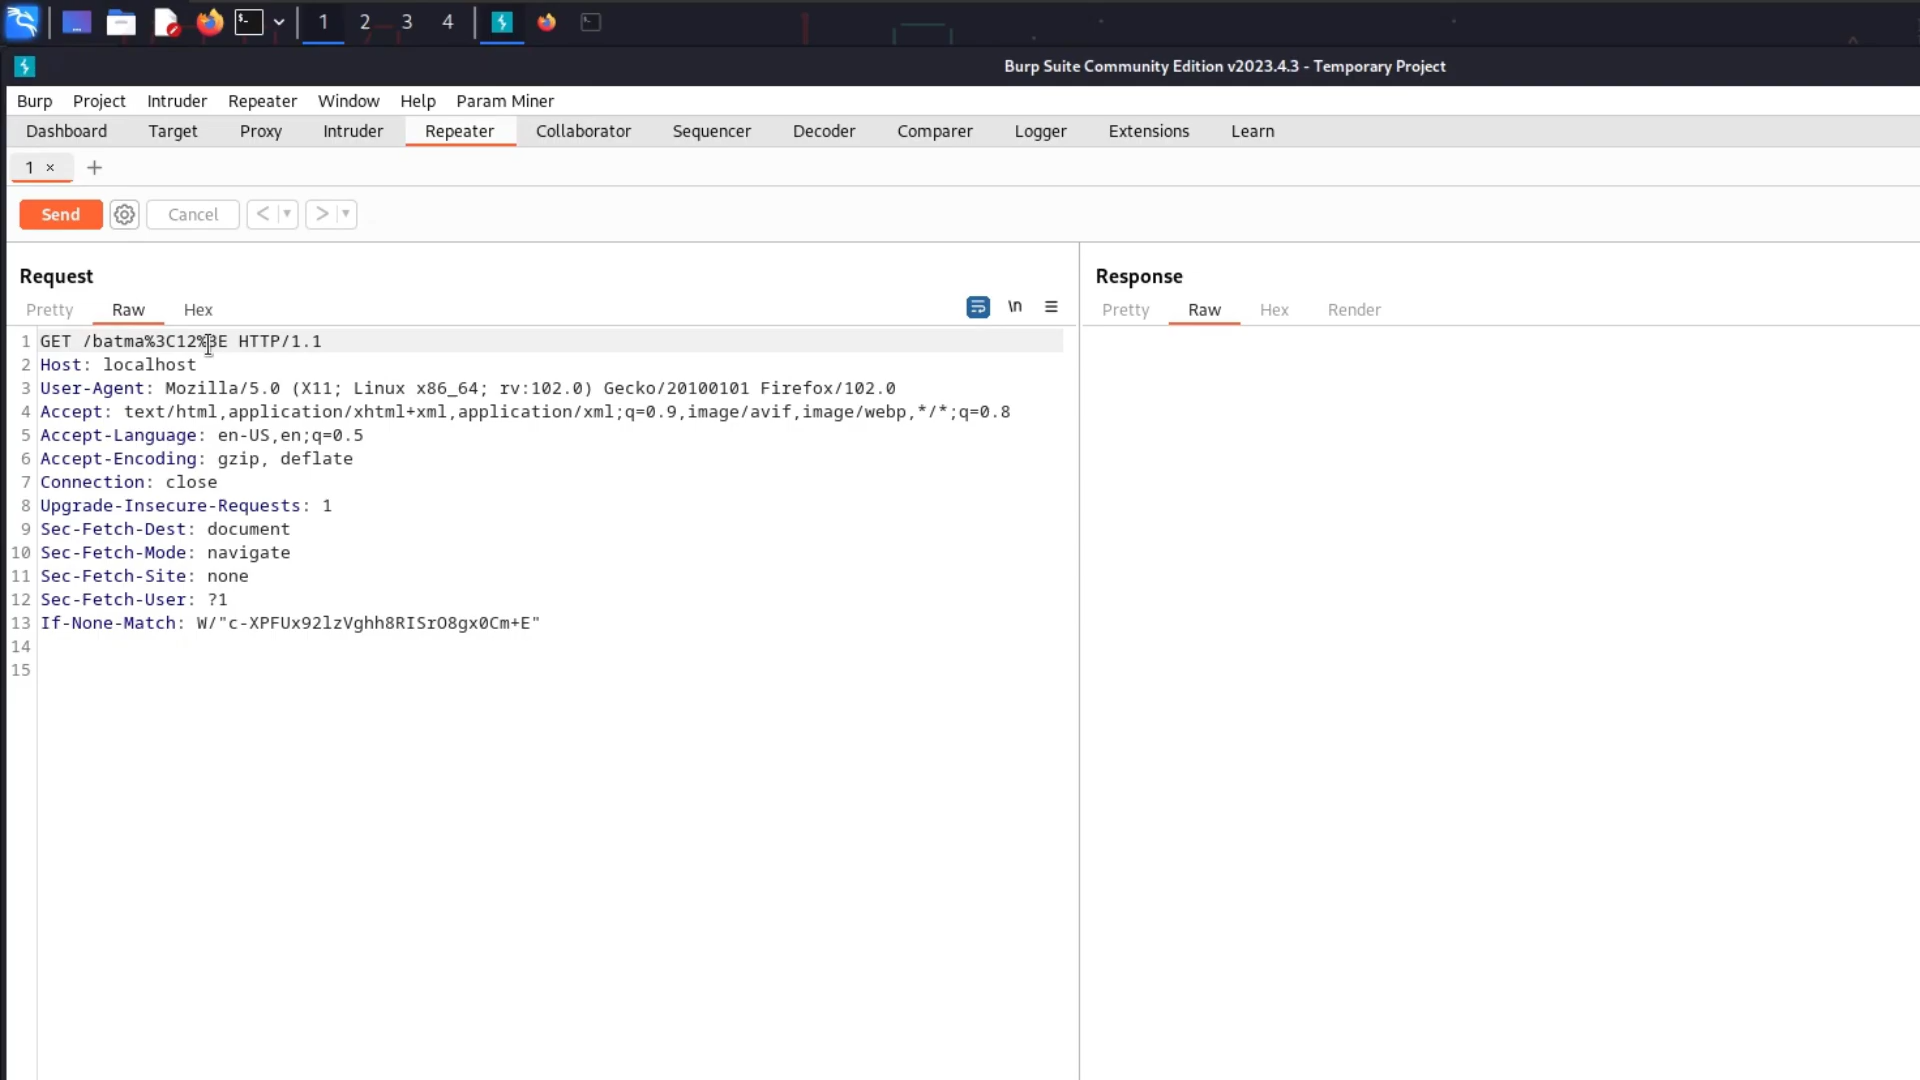 1 2 3 4
Burp Suite Community Edition v2023.4.3 - Temporary Project
Burp Project Intruder Repeater Window Help Param Miner
Dashboard Target Proxy Intruder Repeater Collaborator Sequencer Decoder Comparer Logger Extensions Learn
1 × +
Send Cancel < >
Request
Pretty Raw Hex \n
1 GET /batma%3C12%3E HTTP/1.1
2 Host: localhost
3 User-Agent: Mozilla/5.0 (X11; Linux x86_64; rv:102.0) Gecko/20100101 Firefox/102.0
4 Accept: text/html,application/xhtml+xml,application/xml;q=0.9,image/avif,image/webp,*/*;q=0.8
5 Accept-Language: en-US,en;q=0.5
6 Accept-Encoding: gzip, deflate
7 Connection: close
8 Upgrade-Insecure-Requests: 1
9 Sec-Fetch-Dest: document
10 Sec-Fetch-Mode: navigate
11 Sec-Fetch-Site: none
12 Sec-Fetch-User: ?1
13 If-None-Match: W/"c-XPFUx92lzVghh8RISrO8gx0Cm+E"
14
15
Response
Pretty Raw Hex Render